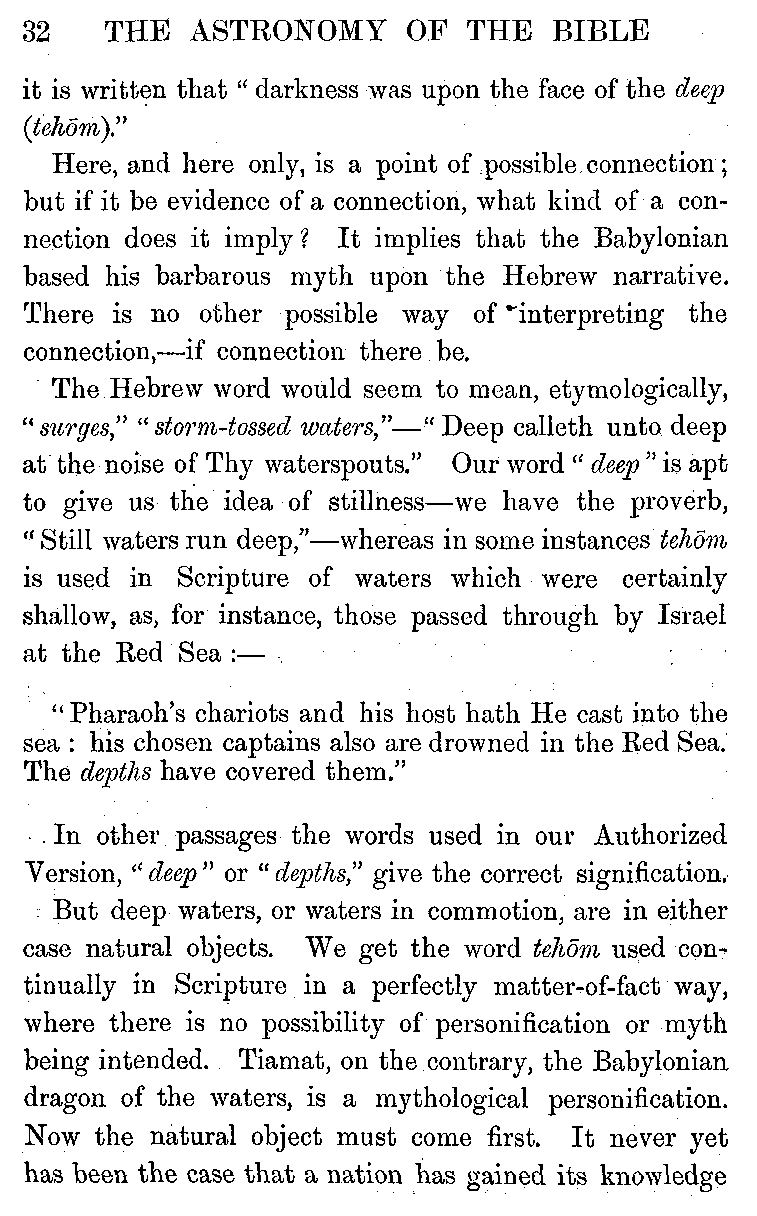 32 THE ASTRONOMY OF THE BIBLE
it is written that “ darkness was upon the face of the deep
(tehōm).”
Here, and here only, is a point of possible connection ;
but if it be evidence of a connection, what kind of a con-
nection does it imply ? It implies that the Babylonian
based his barbarous myth upon the Hebrew narrative.
There is no other possible way of interpreting the
connection,—if connection there be.
The Hebrew word would seem to mean, etymologically,
“ surges,” “ storm-tossed waters,”—“ Deep calleth unto deep
at the noise of Thy waterspouts.” Our word “ deep ” is apt
to give us the idea of stillness—we have the proverb,
“ Still waters run deep,”—whereas in some instances tehōm
is used in Scripture of waters which were certainly
shallow, as, for instance, those passed through by Israel
at the Red Sea :—
“ Pharaoh’s chariots and his host hath He cast into the
sea : his chosen captains also are drowned in the Red Sea.
The depths have covered them.”
In other passages the words used in our Authorized
Version, “ deep ” or “ depths,” give the correct signification.
But deep waters, or waters in commotion, are in either
case natural objects. We get the word tehōm used con-
tinually in Scripture in a perfectly matter-of-fact way,
where there is no possibility of personification or myth
being intended. Tiamat, on the contrary, the Babylonian
dragon of the waters, is a mythological personification.
Now the natural object must come first. It never yet
has been the case that a nation has gained its knowledge